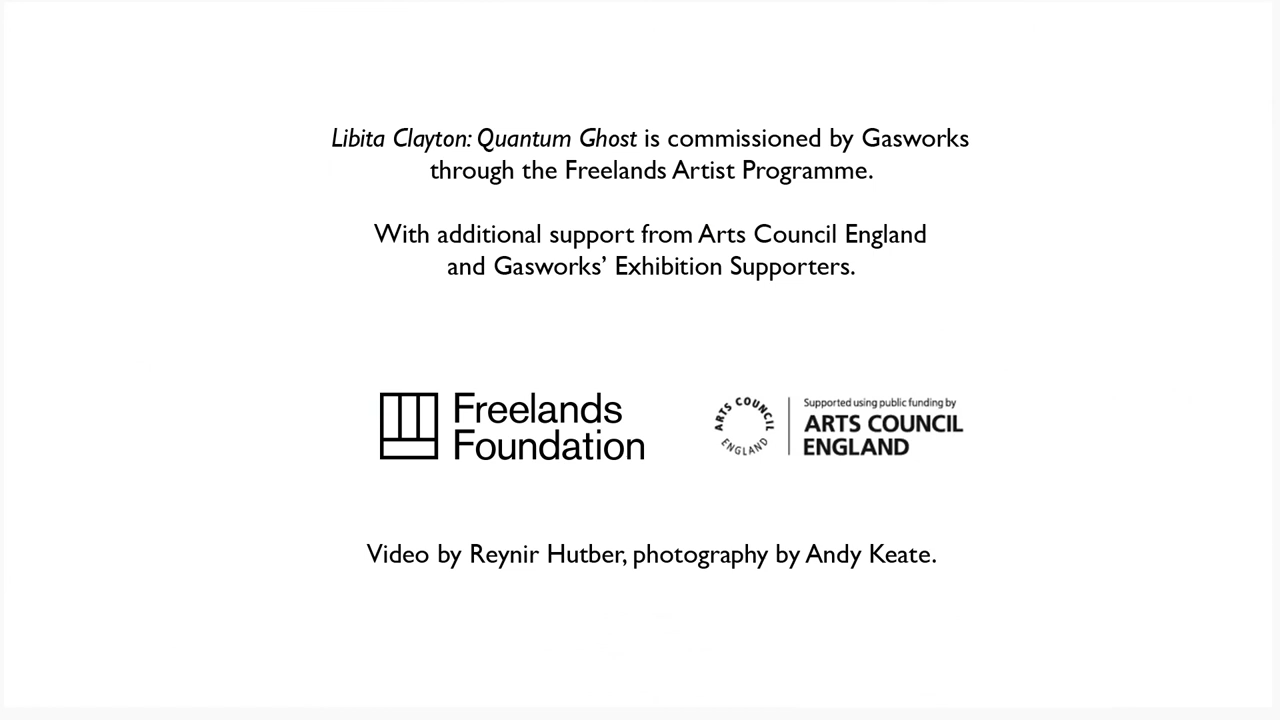 Libita Clayton: Quantum Ghost is commissioned by Gasworks
through the Freelands Artist Programme.
With additional support from Arts Council England
and Gasworks’ Exhibition Supporters.
Freelands
Foundation
ARTS COUNCIL
ENGLAND
Supported using public funding by
ARTS COUNCIL
ENGLAND
Video by Reynir Hutber, photography by Andy Keate.